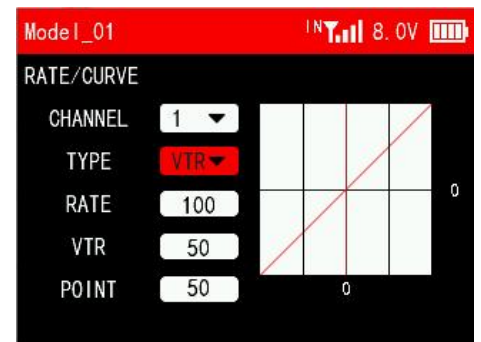 Model_01 IN 8.0V
RATE/CURVE
CHANNEL 1
TYPE VTR
RATE 100
VTR 50
POINT 50
0
0